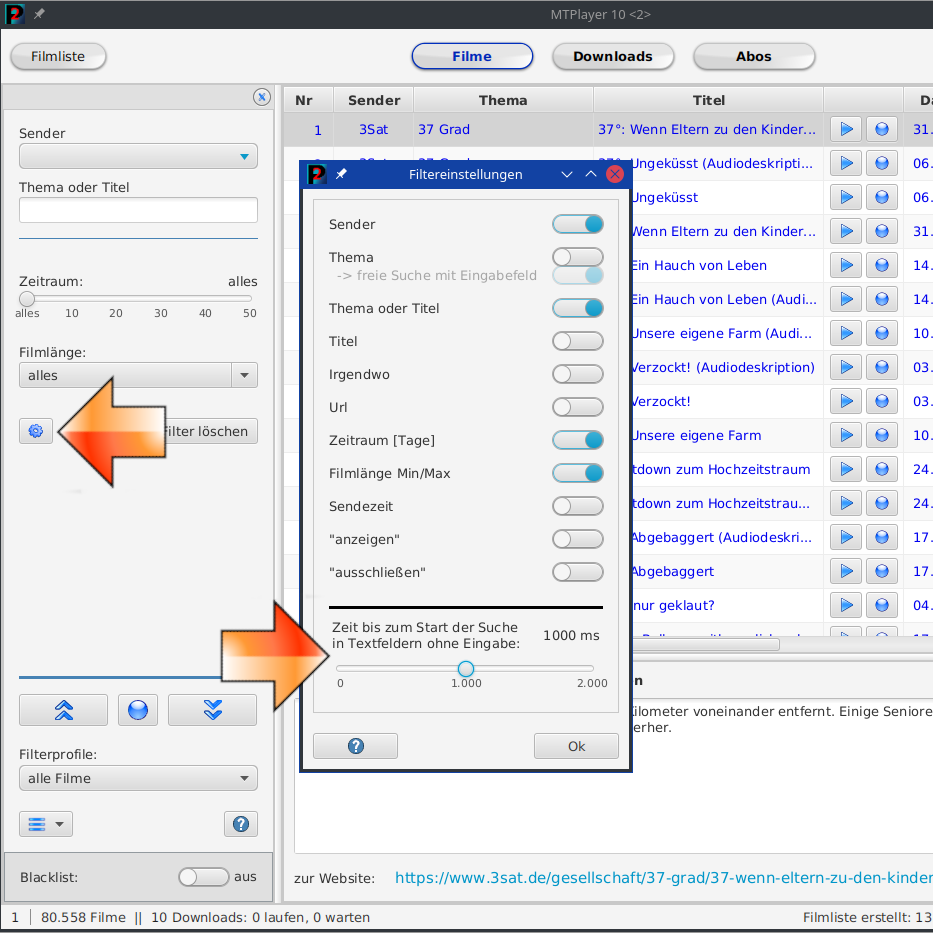 MTPlayer 10 <2>
Filmliste
Filme
Downloads
Abos
Sender
Thema oder Titel
Zeitraum: alles
alles 10 20 30 40 50
Filmlänge:
alles
Filter löschen
Filterprofile:
alle Filme
Blacklist: aus
Nr Sender Thema Titel
1 3Sat 37 Grad 37°: Wenn Eltern zu den Kinder... 31.
Ungeküsst (Audiodeskripti... 06.
Ungeküsst 06.
Wenn Eltern zu den Kinder... 31.
Ein Hauch von Leben 14.
Ein Hauch von Leben (Audi... 14.
Unsere eigene Farm (Audi... 10.
Verzockt! (Audiodeskription) 03.
Verzockt! 03.
Unsere eigene Farm 10.
tdown zum Hochzeitstraum 24.
tdown zum Hochzeitstrau... 24.
Abgebaggert (Audiodeskri... 17.
Abgebaggert 17.
nur geklaut? 04.
Filtereinstellungen
Sender
Thema
-> freie Suche mit Eingabefeld
Thema oder Titel
Titel
Irgendwo
Url
Zeitraum [Tage]
Filmlänge Min/Max
Sendezeit
"anzeigen"
"ausschließen"
Zeit bis zum Start der Suche
in Textfeldern ohne Eingabe: 1000 ms
0 1.000 2.000
? Ok
Kilometer voneinander entfernt. Einige Seniore
erher.
zur Website: https://www.3sat.de/gesellschaft/37-grad/37-wenn-eltern-zu-den-kinder
1 | 80.558 Filme || 10 Downloads: 0 laufen, 0 warten
Filmliste erstellt: 13